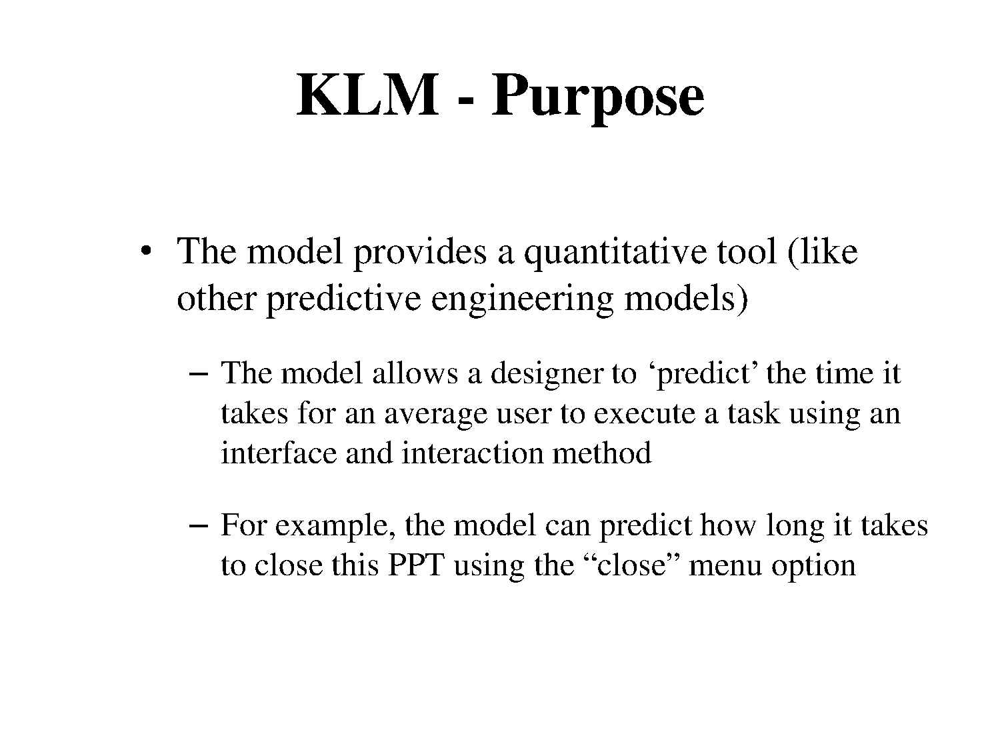 KLM - Purpose
• The model provides a quantitative tool (like
other predictive engineering models)
– The model allows a designer to ‘predict’ the time it
takes for an average user to execute a task using an
interface and interaction method
– For example, the model can predict how long it takes
to close this PPT using the “close” menu option